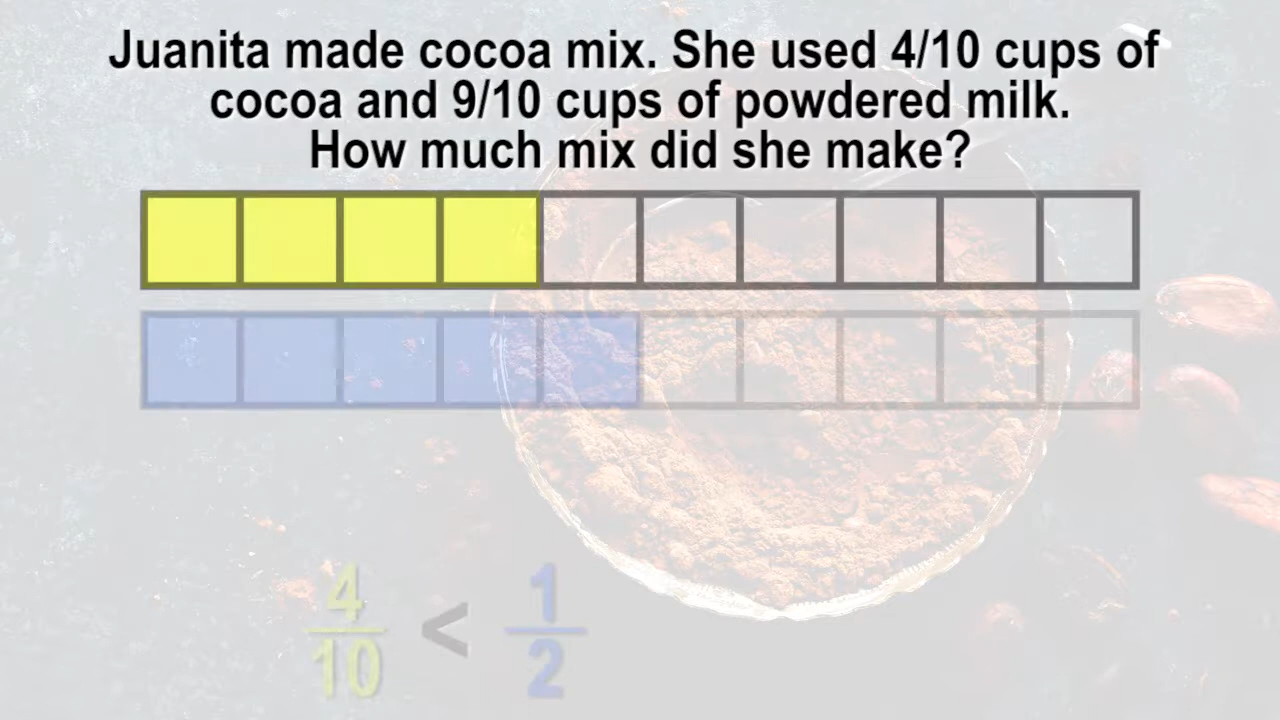 Juanita made cocoa mix. She used 4/10 cups of
cocoa and 9/10 cups of powdered milk.
How much mix did she make?
4/10 < 1/2